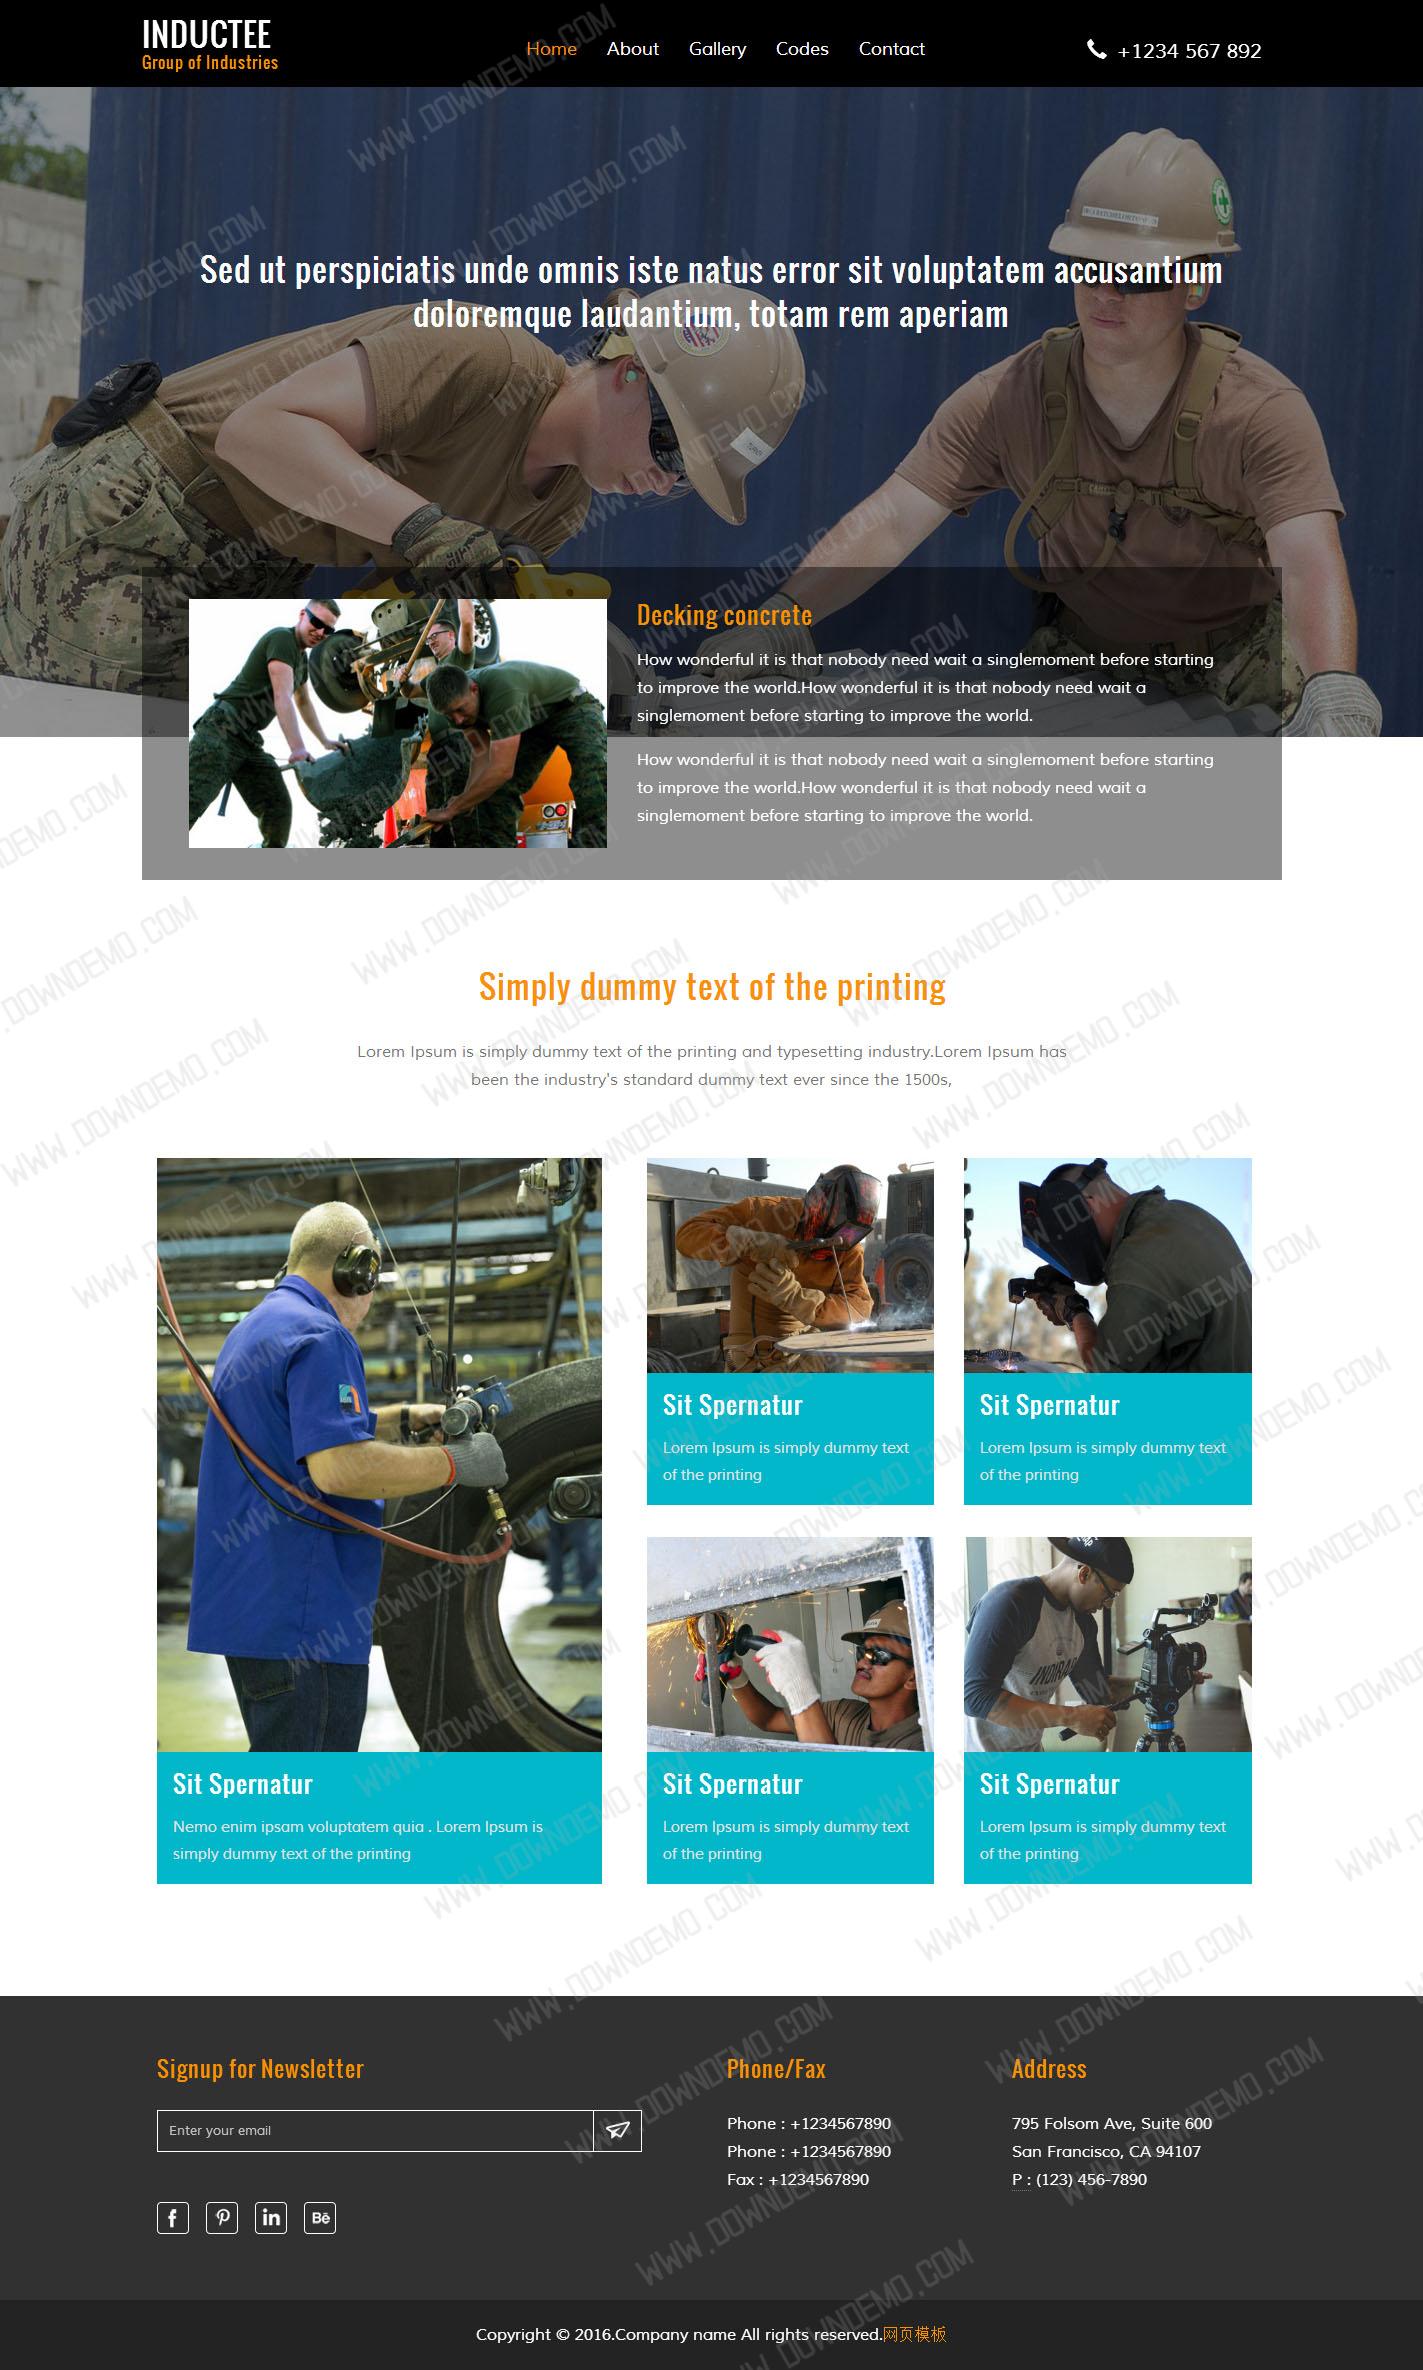 INDUCTEE
Group of Industries
Home About Gallery Codes Contact
+1234 567 892
Sed ut perspiciatis unde omnis iste natus error sit voluptatem accusantium
doloremque laudantium, totam rem aperiam
Decking concrete
How wonderful it is that nobody need wait a singlemoment before starting
to improve the world.How wonderful it is that nobody need wait a
singlemoment before starting to improve the world.
How wonderful it is that nobody need wait a singlemoment before starting
to improve the world.How wonderful it is that nobody need wait a
singlemoment before starting to improve the world.
Simply dummy text of the printing
Lorem Ipsum is simply dummy text of the printing and typesetting industry.Lorem Ipsum has
been the industry's standard dummy text ever since the 1500s,
Sit Spernatur
Lorem Ipsum is simply dummy text
of the printing
Sit Spernatur
Lorem Ipsum is simply dummy text
of the printing
Sit Spernatur
Nemo enim ipsam voluptatem quia . Lorem Ipsum is
simply dummy text of the printing
Sit Spernatur
Lorem Ipsum is simply dummy text
of the printing
Sit Spernatur
Lorem Ipsum is simply dummy text
of the printing
Signup for Newsletter
Enter your email
Phone/Fax
Phone : +1234567890
Phone : +1234567890
Fax : +1234567890
Address
795 Folsom Ave, Suite 600
San Francisco, CA 94107
P : (123) 456-7890
Copyright © 2016.Company name All rights reserved.网页模板
WWW.DOWNDEMO.COM